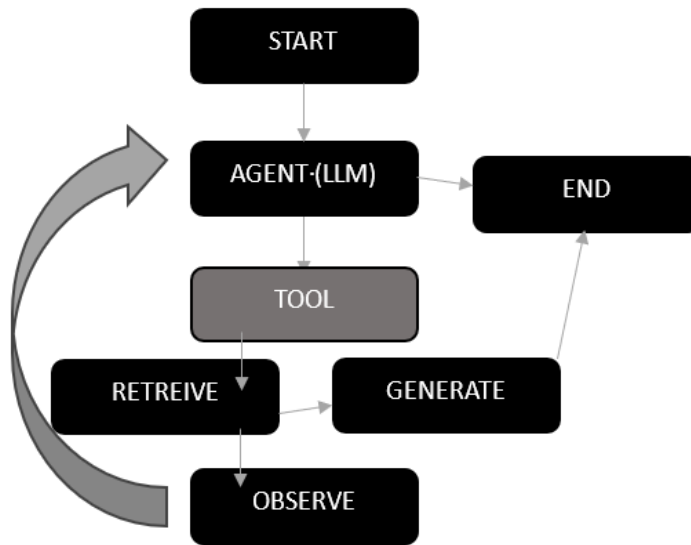 START
AGENT·(LLM)
END
TOOL
RETREIVE
GENERATE
OBSERVE